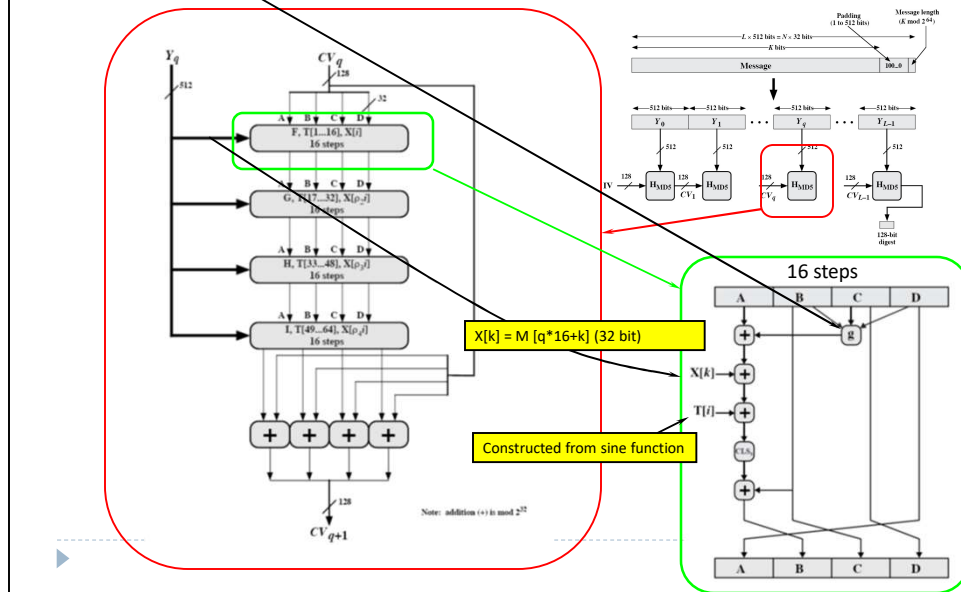 Y_q
512
CV_q
128
32
A B C D
F, T[1...16], X[i]
16 steps
A B C D
G, T[17...32], X[ρ₂i]
16 steps
A B C D
H, T[33...48], X[ρ₃i]
16 steps
A B C D
I, T[49...64], X[ρ₄i]
16 steps
+ + + +
128
CV_q+1
Note: addition (+) is mod 2^32
Padding
(1 to 512 bits)
Message length
(K mod 2^64)
L × 512 bits = N × 32 bits
K bits
Message
100..0
512 bits 512 bits 512 bits 512 bits
Y_0 Y_1 • • • Y_q • • • Y_L–1
512 512 512 512
IV 128 H_MD5 128 CV_1 H_MD5 128 CV_q H_MD5 128 CV_L–1 H_MD5
128-bit
digest
16 steps
A B C D
+ g
X[k] +
T[i] +
CLS_s
+
A B C D
X[k] = M [q*16+k] (32 bit)
Constructed from sine function